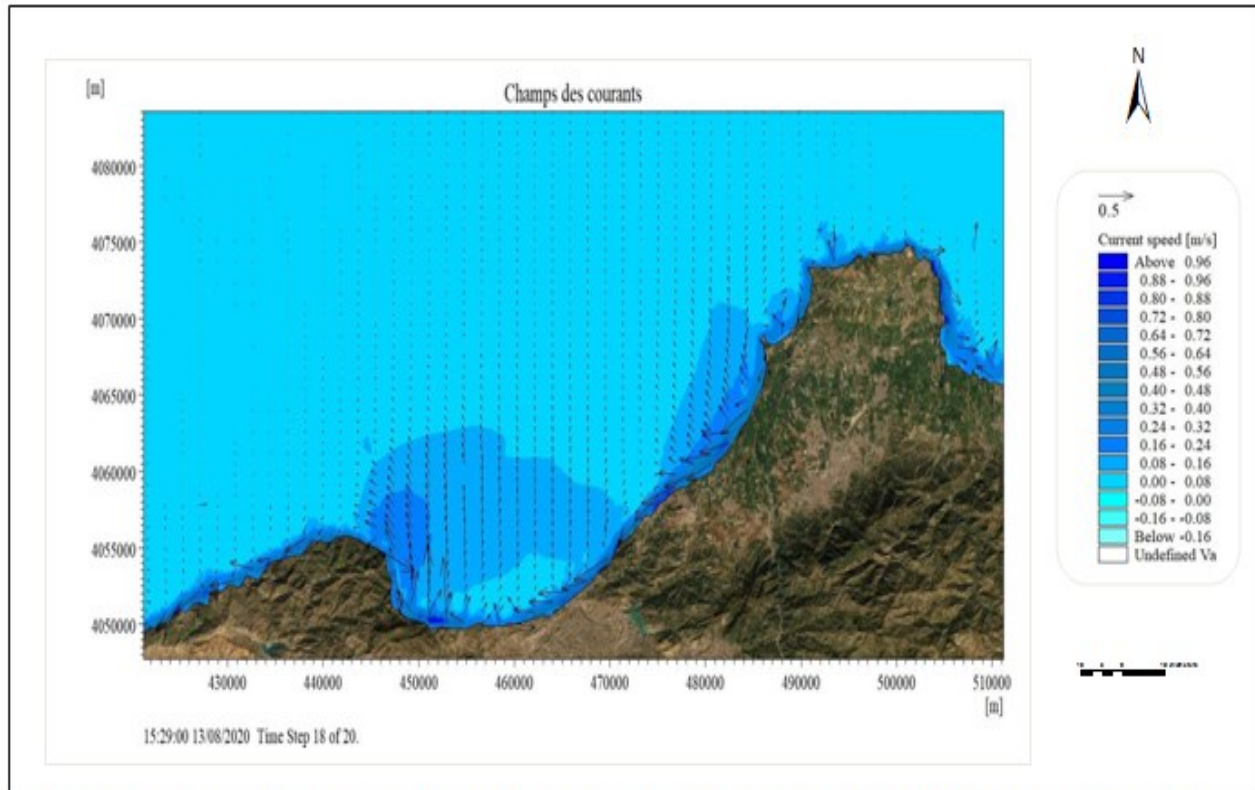 N
[m]
Champs des courants
4080000
4075000
4070000
4065000
4060000
4055000
4050000
430000 440000 450000 460000 470000 480000 490000 500000 510000
[m]
15:29:00 13/08/2020 Time Step 18 of 20.
0.5
Current speed [m/s]
Above 0.96
0.88 - 0.96
0.80 - 0.88
0.72 - 0.80
0.64 - 0.72
0.56 - 0.64
0.48 - 0.56
0.40 - 0.48
0.32 - 0.40
0.24 - 0.32
0.16 - 0.24
0.08 - 0.16
0.00 - 0.08
-0.08 - 0.00
-0.16 - -0.08
Below -0.16
Undefined Va